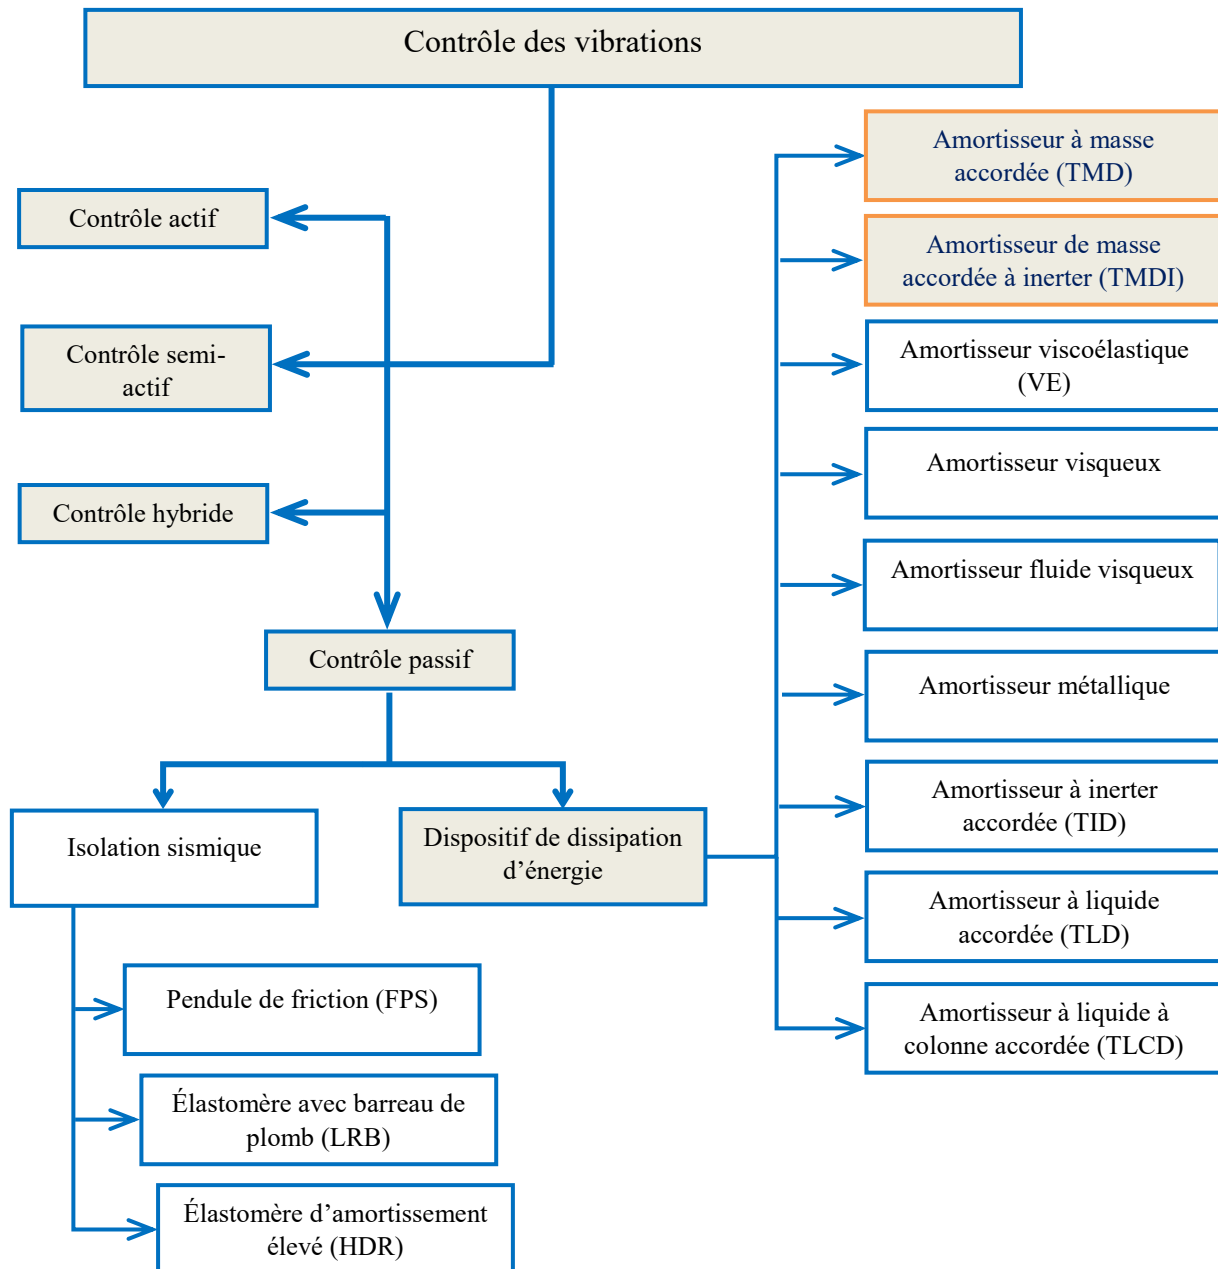 Contrôle des vibrations
Contrôle actif
Contrôle semi-
actif
Contrôle hybride
Contrôle passif
Isolation sismique
Dispositif de dissipation
d’énergie
Pendule de friction (FPS)
Élastomère avec barreau de
plomb (LRB)
Élastomère d’amortissement
élevé (HDR)
Amortisseur à masse
accordée (TMD)
Amortisseur de masse
accordée à inerter (TMDI)
Amortisseur viscoélastique
(VE)
Amortisseur visqueux
Amortisseur fluide visqueux
Amortisseur métallique
Amortisseur à inerter
accordée (TID)
Amortisseur à liquide
accordée (TLD)
Amortisseur à liquide à
colonne accordée (TLCD)